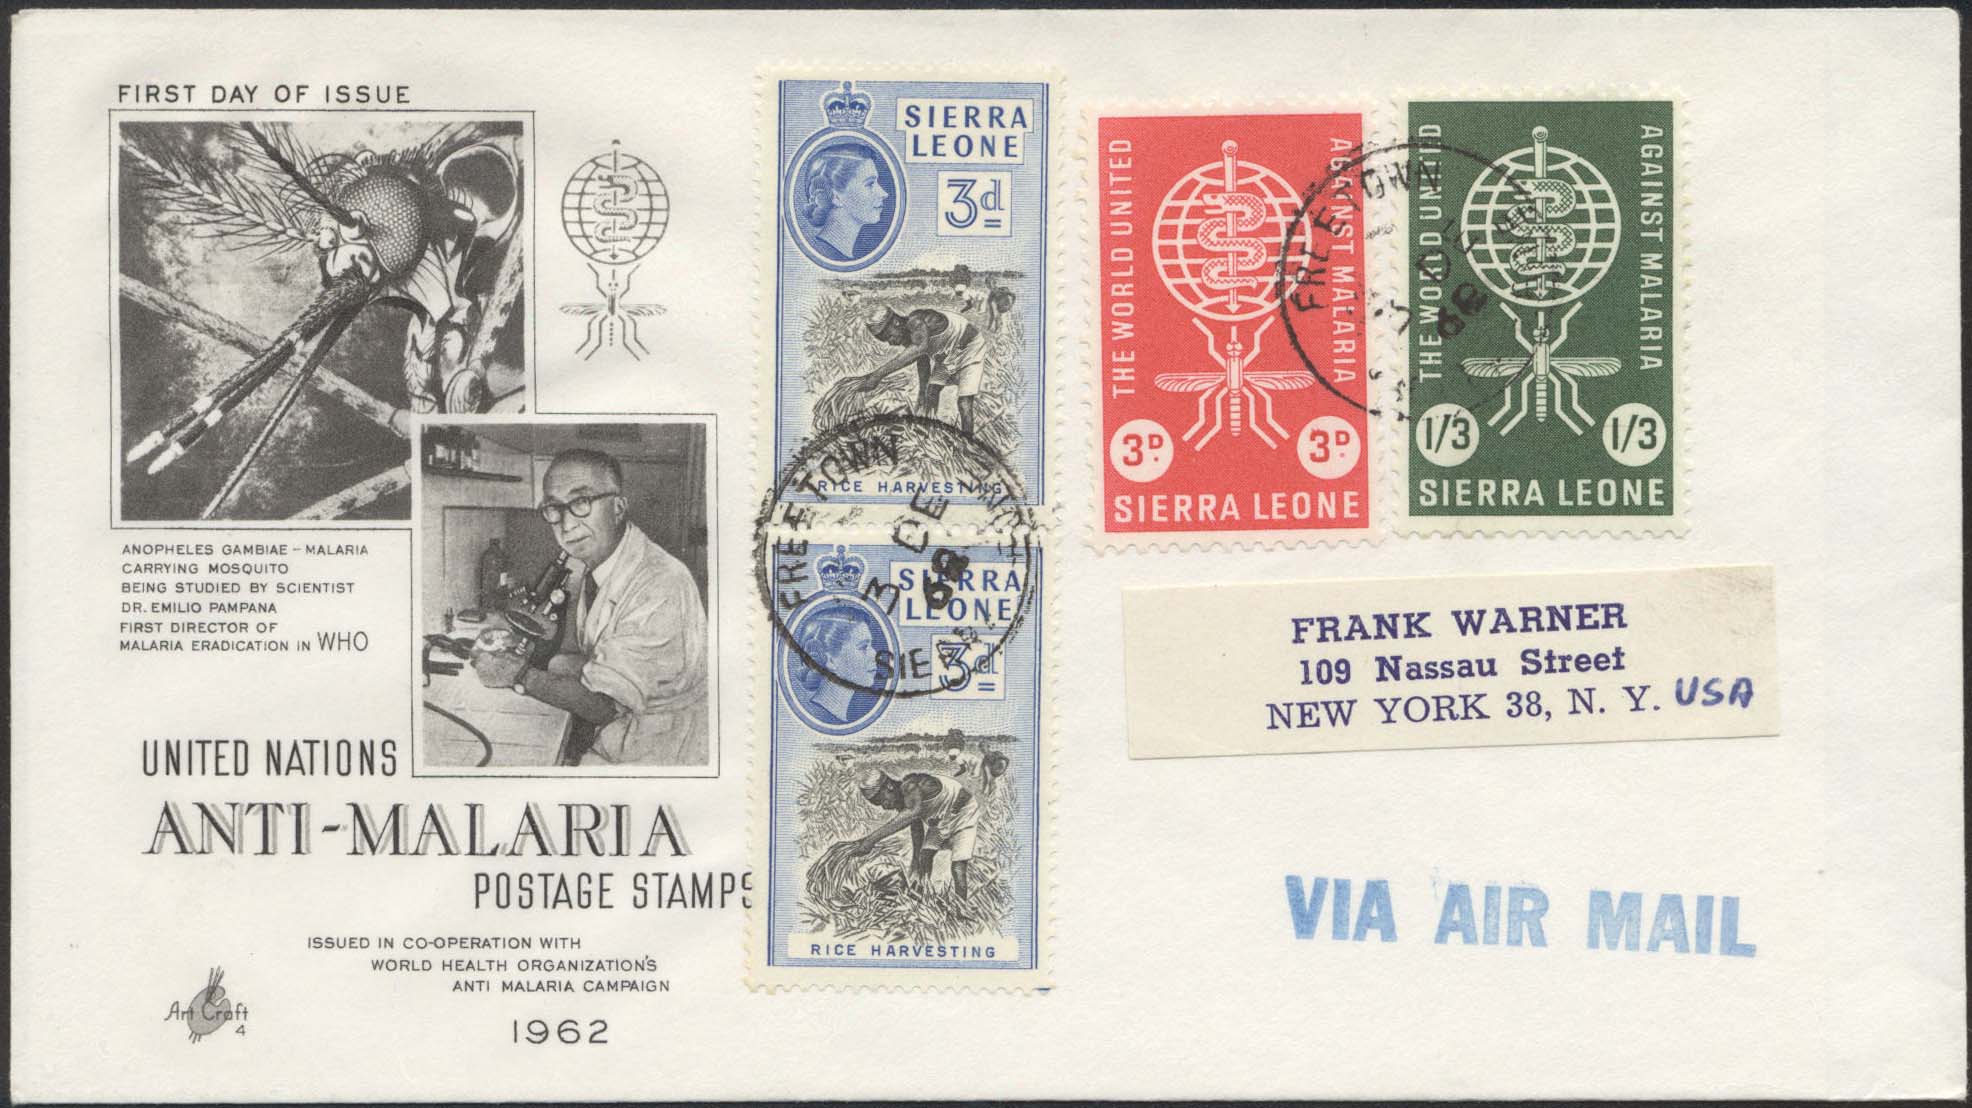 FIRST DAY OF ISSUE
ANOPHELES GAMBIAE - MALARIA
CARRYING MOSQUITO
BEING STUDIED BY SCIENTIST
DR. EMILIO PAMPANA
FIRST DIRECTOR OF
MALARIA ERADICATION IN WHO
UNITED NATIONS
ANTI-MALARIA
POSTAGE STAMPS
ISSUED IN CO-OPERATION WITH
WORLD HEALTH ORGANIZATION'S
ANTI MALARIA CAMPAIGN
1962
Art Craft
4
SIERRA
LEONE
3d
RICE HARVESTING
SIERRA
LEONE
3d
RICE HARVESTING
FREETOWN
DE
SIERRA
THE WORLD UNITED
AGAINST MALARIA
3D. 3D.
SIERRA LEONE
THE WORLD UNITED
AGAINST MALARIA
1/3 1/3
SIERRA LEONE
FREETOWN
DE
FRANK WARNER
109 Nassau Street
NEW YORK 38, N. Y. USA
VIA AIR MAIL